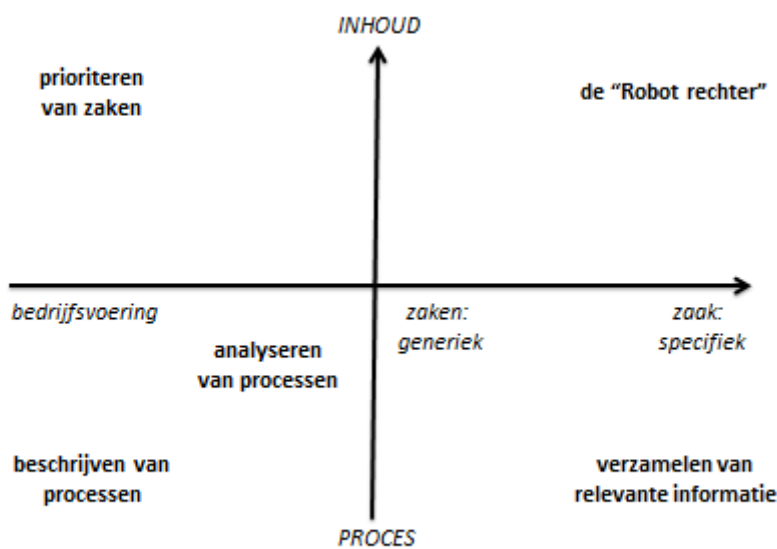 INHOUD
prioriteren
van zaken
de “Robot rechter”
bedrijfsvoering
zaken:
generiek
zaak:
specifiek
analyseren
van processen
beschrijven van
processen
verzamelen van
relevante informatie
PROCES